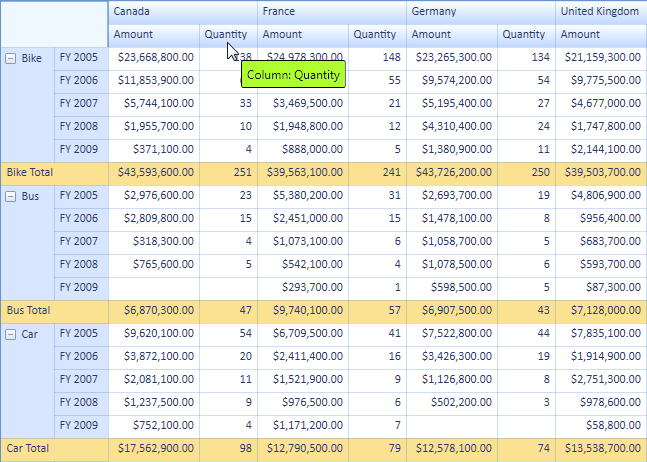 Canada France Germany United Kingdom
Amount Quantity Amount Quantity Amount Quantity Amount
Bike FY 2005 $23,668,800.00 $24,978,300.00 148 $23,265,300.00 134 $21,159,300.00
Column: Quantity
FY 2006 $11,853,900.00 55 $9,574,200.00 54 $9,775,500.00
FY 2007 $5,744,100.00 33 $3,469,500.00 21 $5,195,400.00 27 $4,677,000.00
FY 2008 $1,955,700.00 10 $1,948,800.00 12 $4,310,400.00 24 $1,747,800.00
FY 2009 $371,100.00 4 $888,000.00 5 $1,380,900.00 11 $2,144,100.00
Bike Total $43,593,600.00 251 $39,563,100.00 241 $43,726,200.00 250 $39,503,700.00
Bus FY 2005 $2,976,600.00 23 $5,380,200.00 31 $2,693,700.00 19 $4,806,900.00
FY 2006 $2,809,800.00 15 $2,451,000.00 15 $1,478,100.00 8 $956,400.00
FY 2007 $318,300.00 4 $1,073,100.00 6 $1,058,700.00 5 $683,700.00
FY 2008 $765,600.00 5 $542,100.00 4 $1,078,500.00 6 $593,700.00
FY 2009 $293,700.00 1 $598,500.00 5 $87,300.00
Bus Total $6,870,300.00 47 $9,740,100.00 57 $6,907,500.00 43 $7,128,000.00
Car FY 2005 $9,620,100.00 54 $6,709,500.00 41 $7,522,800.00 44 $7,835,100.00
FY 2006 $3,872,100.00 20 $2,411,400.00 16 $3,426,300.00 19 $1,914,900.00
FY 2007 $2,081,100.00 11 $1,521,900.00 9 $1,126,800.00 8 $2,751,300.00
FY 2008 $1,237,500.00 9 $976,500.00 6 $502,200.00 3 $978,600.00
FY 2009 $752,100.00 4 $1,171,200.00 7 $58,800.00
Car Total $17,562,900.00 98 $12,790,500.00 79 $12,578,100.00 74 $13,538,700.00